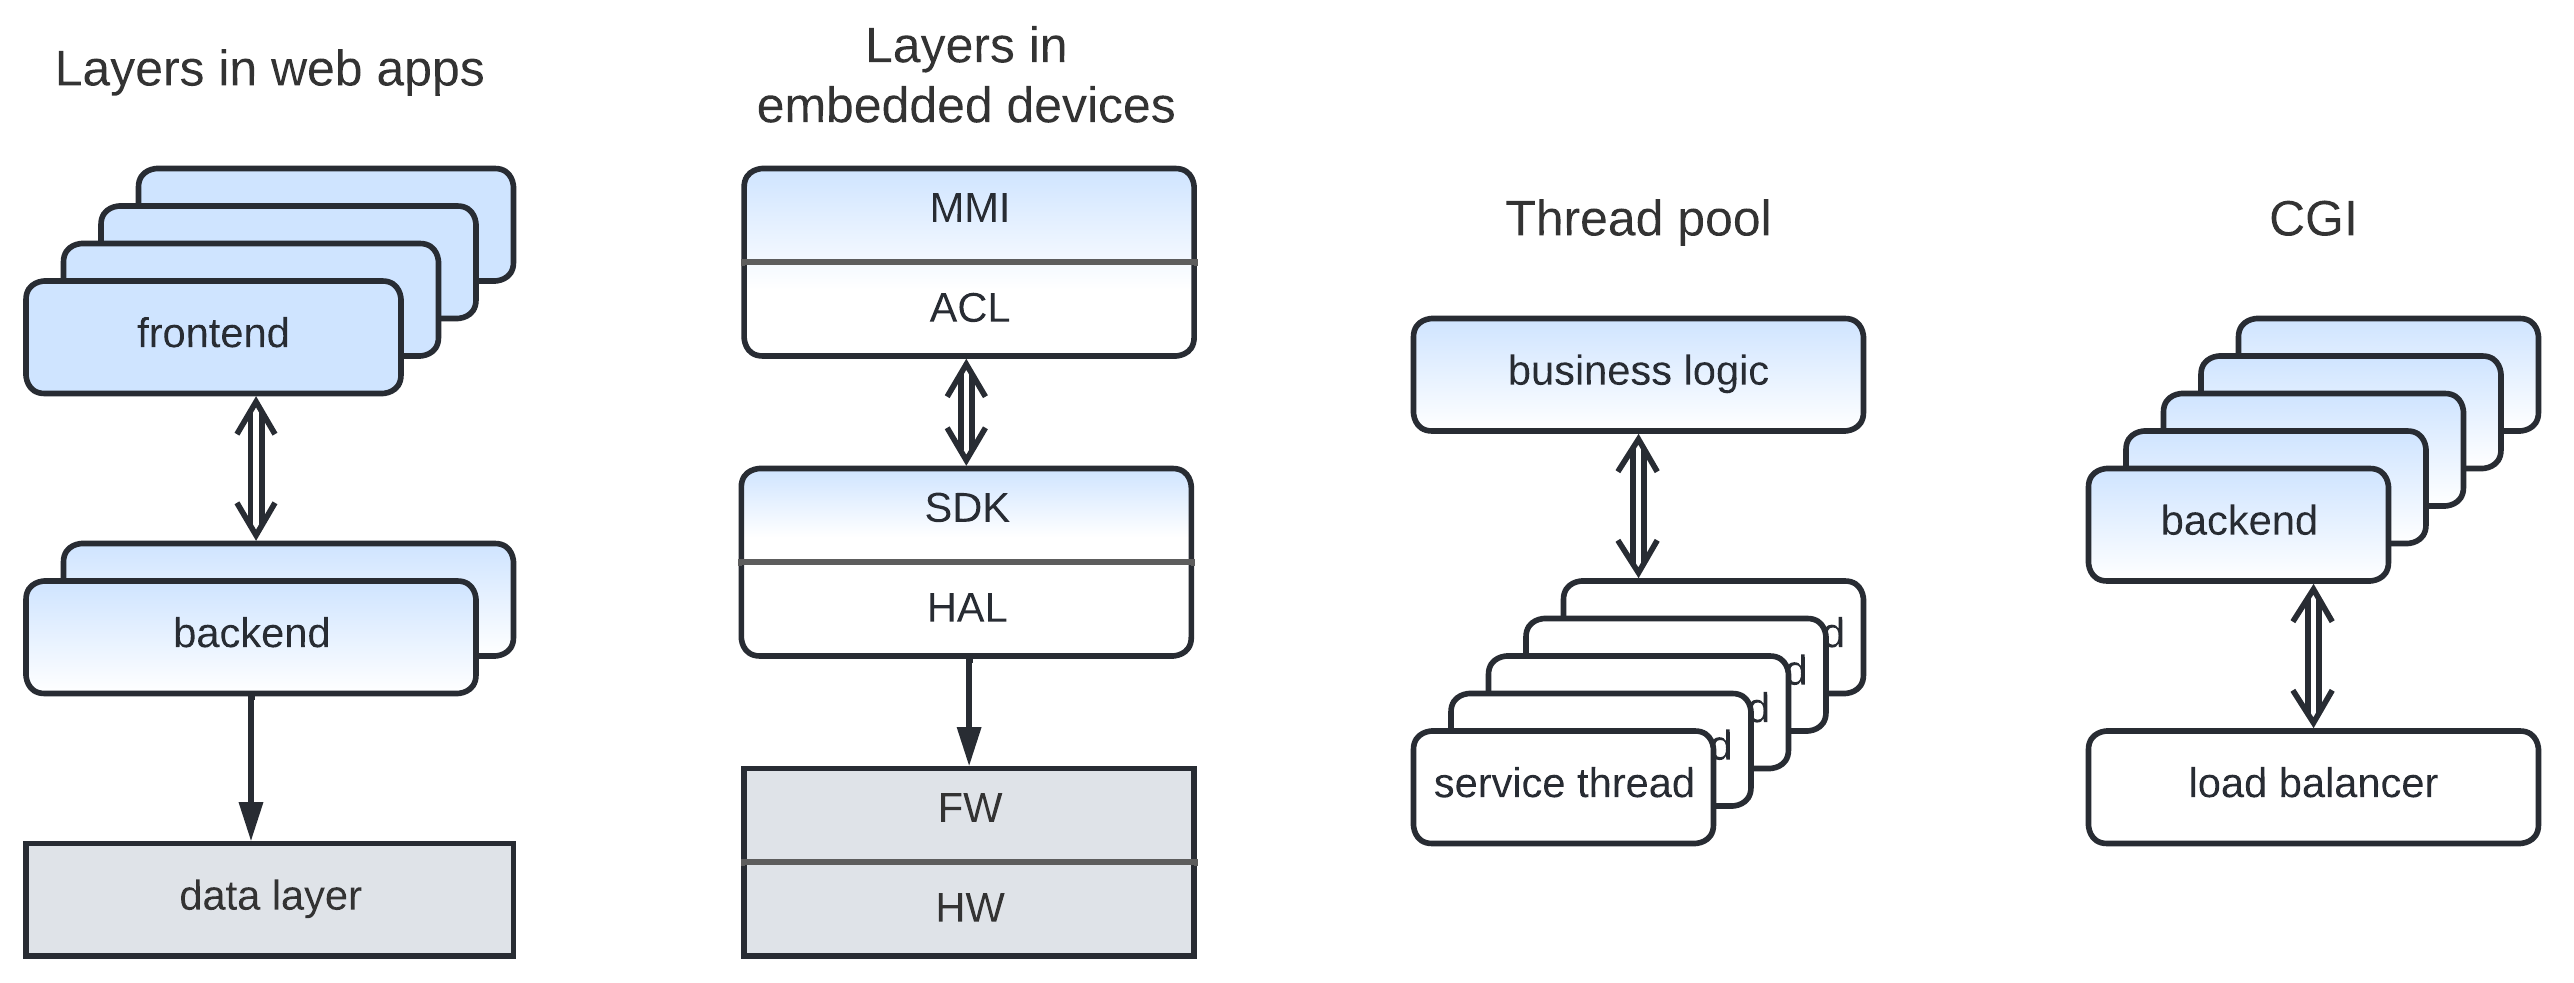 Layers in web apps
frontend
backend
data layer
Layers in
embedded devices
MMI
ACL
SDK
HAL
FW
HW
Thread pool
business logic
d
d
d
d
service thread
CGI
backend
load balancer